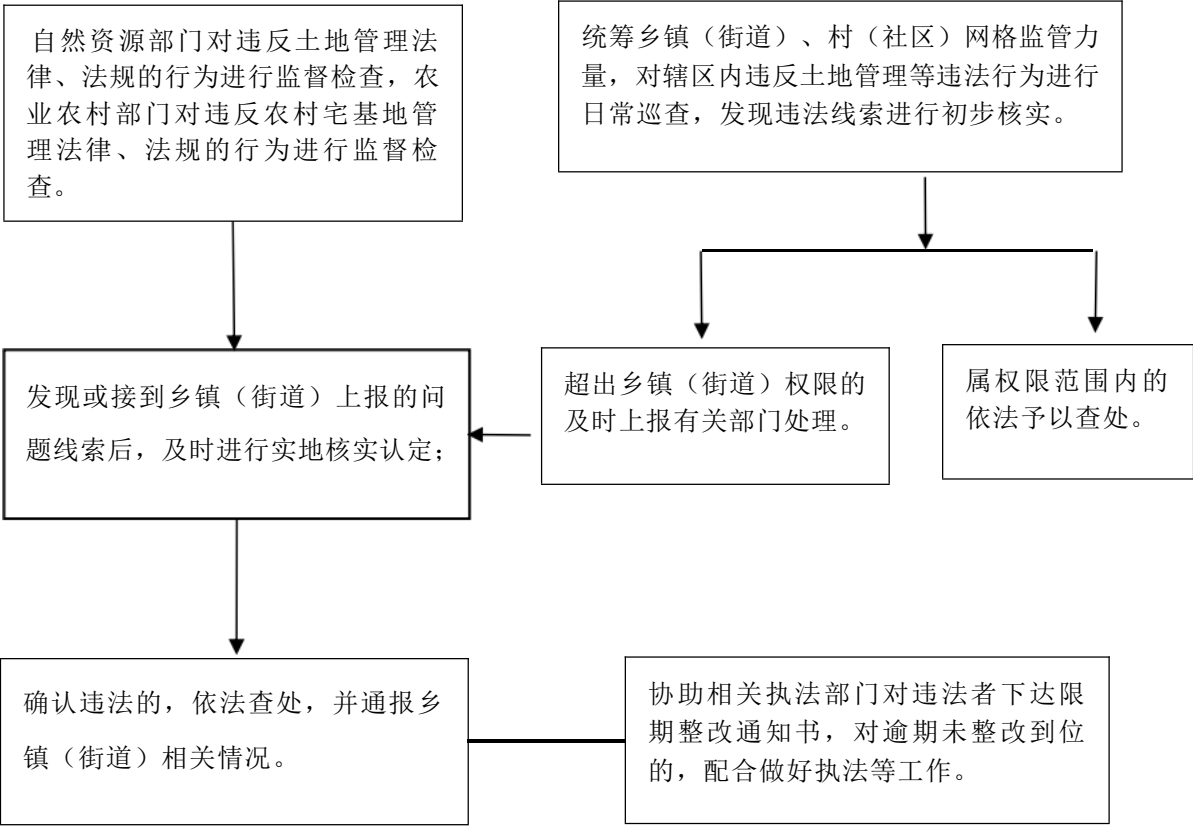 自然资源部门对违反土地管理法
律、法规的行为进行监督检查，农
业农村部门对违反农村宅基地管
理法律、法规的行为进行监督检
查。
统筹乡镇（街道）、村（社区）网格监管力
量，对辖区内违反土地管理等违法行为进行
日常巡查，发现违法线索进行初步核实。
发现或接到乡镇（街道）上报的问
题线索后，及时进行实地核实认定；
超出乡镇（街道）权限的
及时上报有关部门处理。
属权限范围内的
依法予以查处。
确认违法的，依法查处，并通报乡
镇（街道）相关情况。
协助相关执法部门对违法者下达限
期整改通知书，对逾期未整改到位
的，配合做好执法等工作。